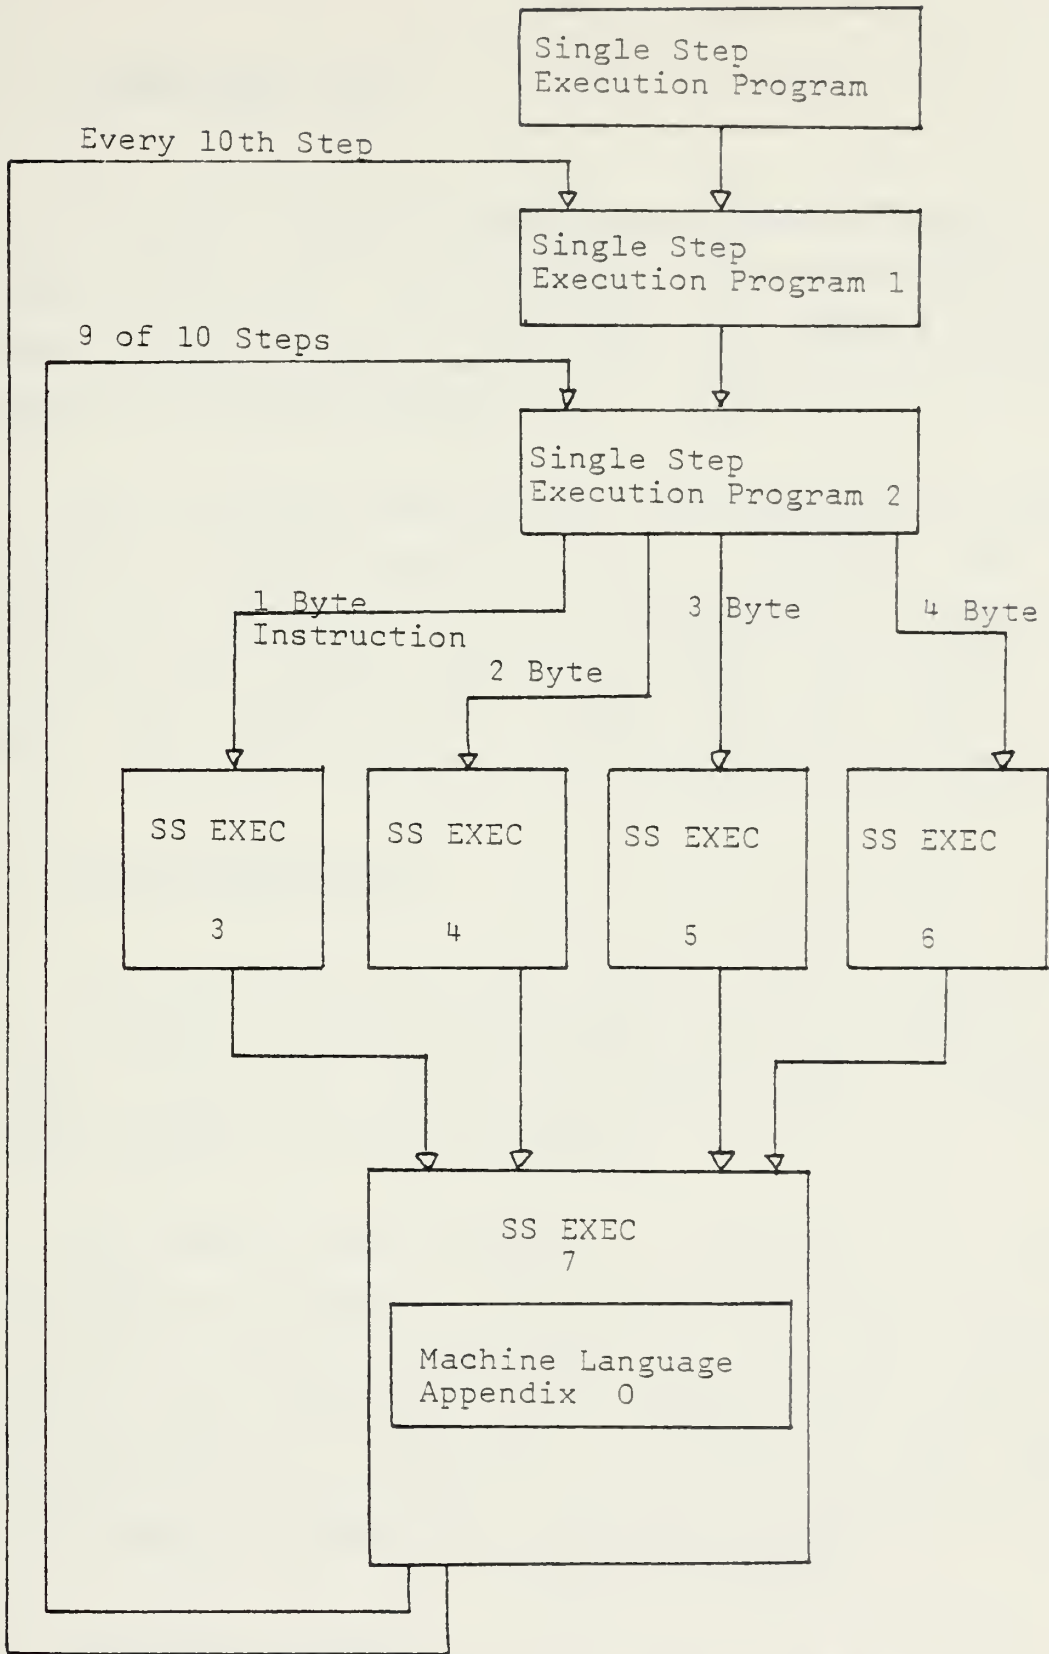 Single Step
Execution Program
Every 10th Step
Single Step
Execution Program 1
9 of 10 Steps
Single Step
Execution Program 2
1 Byte
Instruction
2 Byte
3 Byte
4 Byte
SS EXEC
3
SS EXEC
4
SS EXEC
5
SS EXEC
6
SS EXEC
7
Machine Language
Appendix O